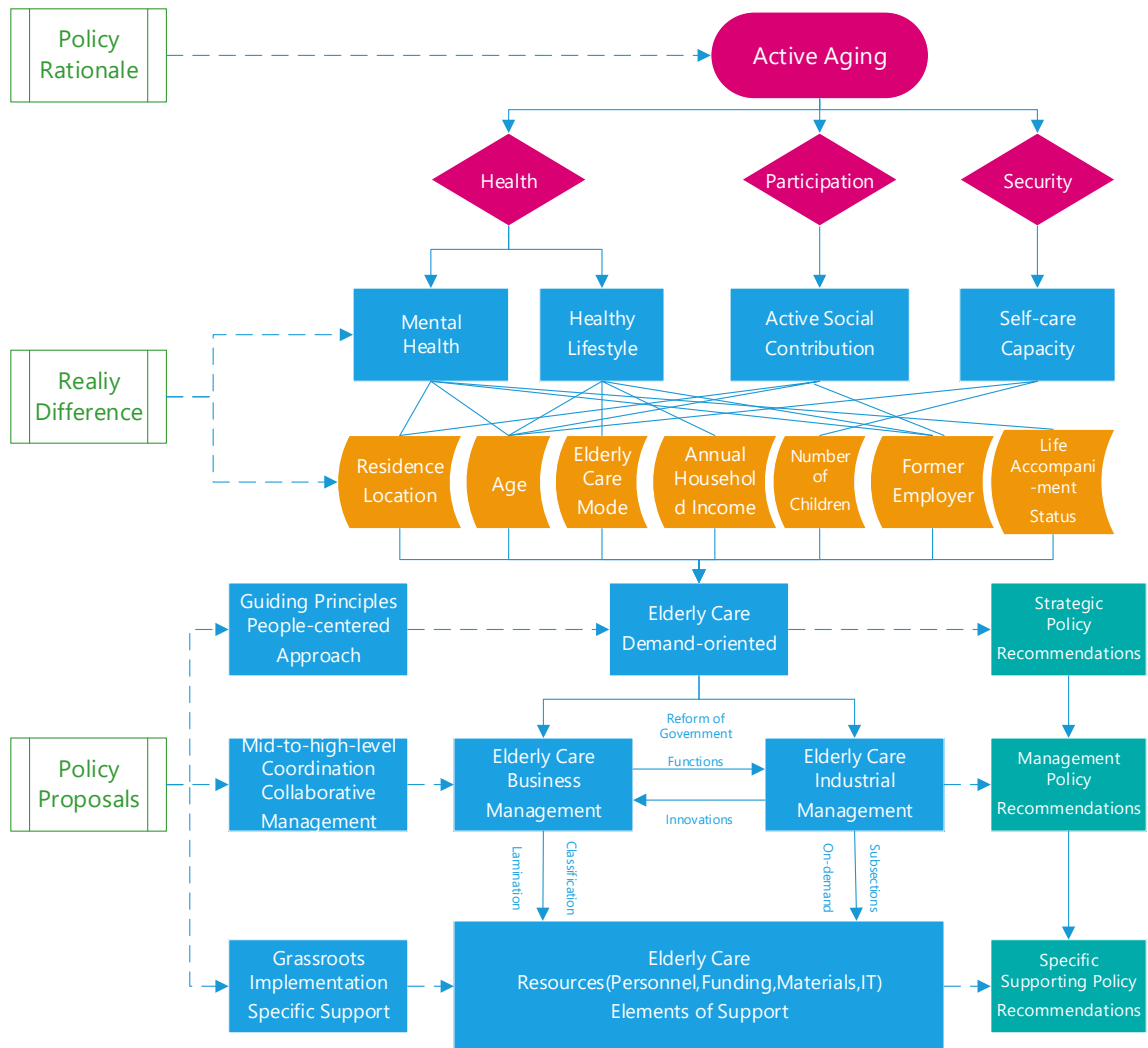 Policy
Rationale
Active Aging
Health
Participation
Security
Mental
Health
Healthy
Lifestyle
Active Social
Contribution
Self-care
Capacity
Realiy
Difference
Residence
Location
Age
Elderly
Care
Mode
Annual
Househol
d Income
Number
of
Children
Former
Employer
Life
Accompani
-ment
Status
Guiding Principles
People-centered
Approach
Elderly Care
Demand-oriented
Strategic
Policy
Recommendations
Policy
Proposals
Mid-to-high-level
Coordination
Collaborative
Management
Elderly Care
Business
Management
Reform of
Government
Functions
Innovations
Elderly Care
Industrial
Management
Management
Policy
Recommendations
Lamination
Classification
On-demand
Subsections
Grassroots
Implementation
Specific Support
Elderly Care
Resources(Personnel,Funding,Materials,IT)
Elements of Support
Specific
Supporting Policy
Recommendations